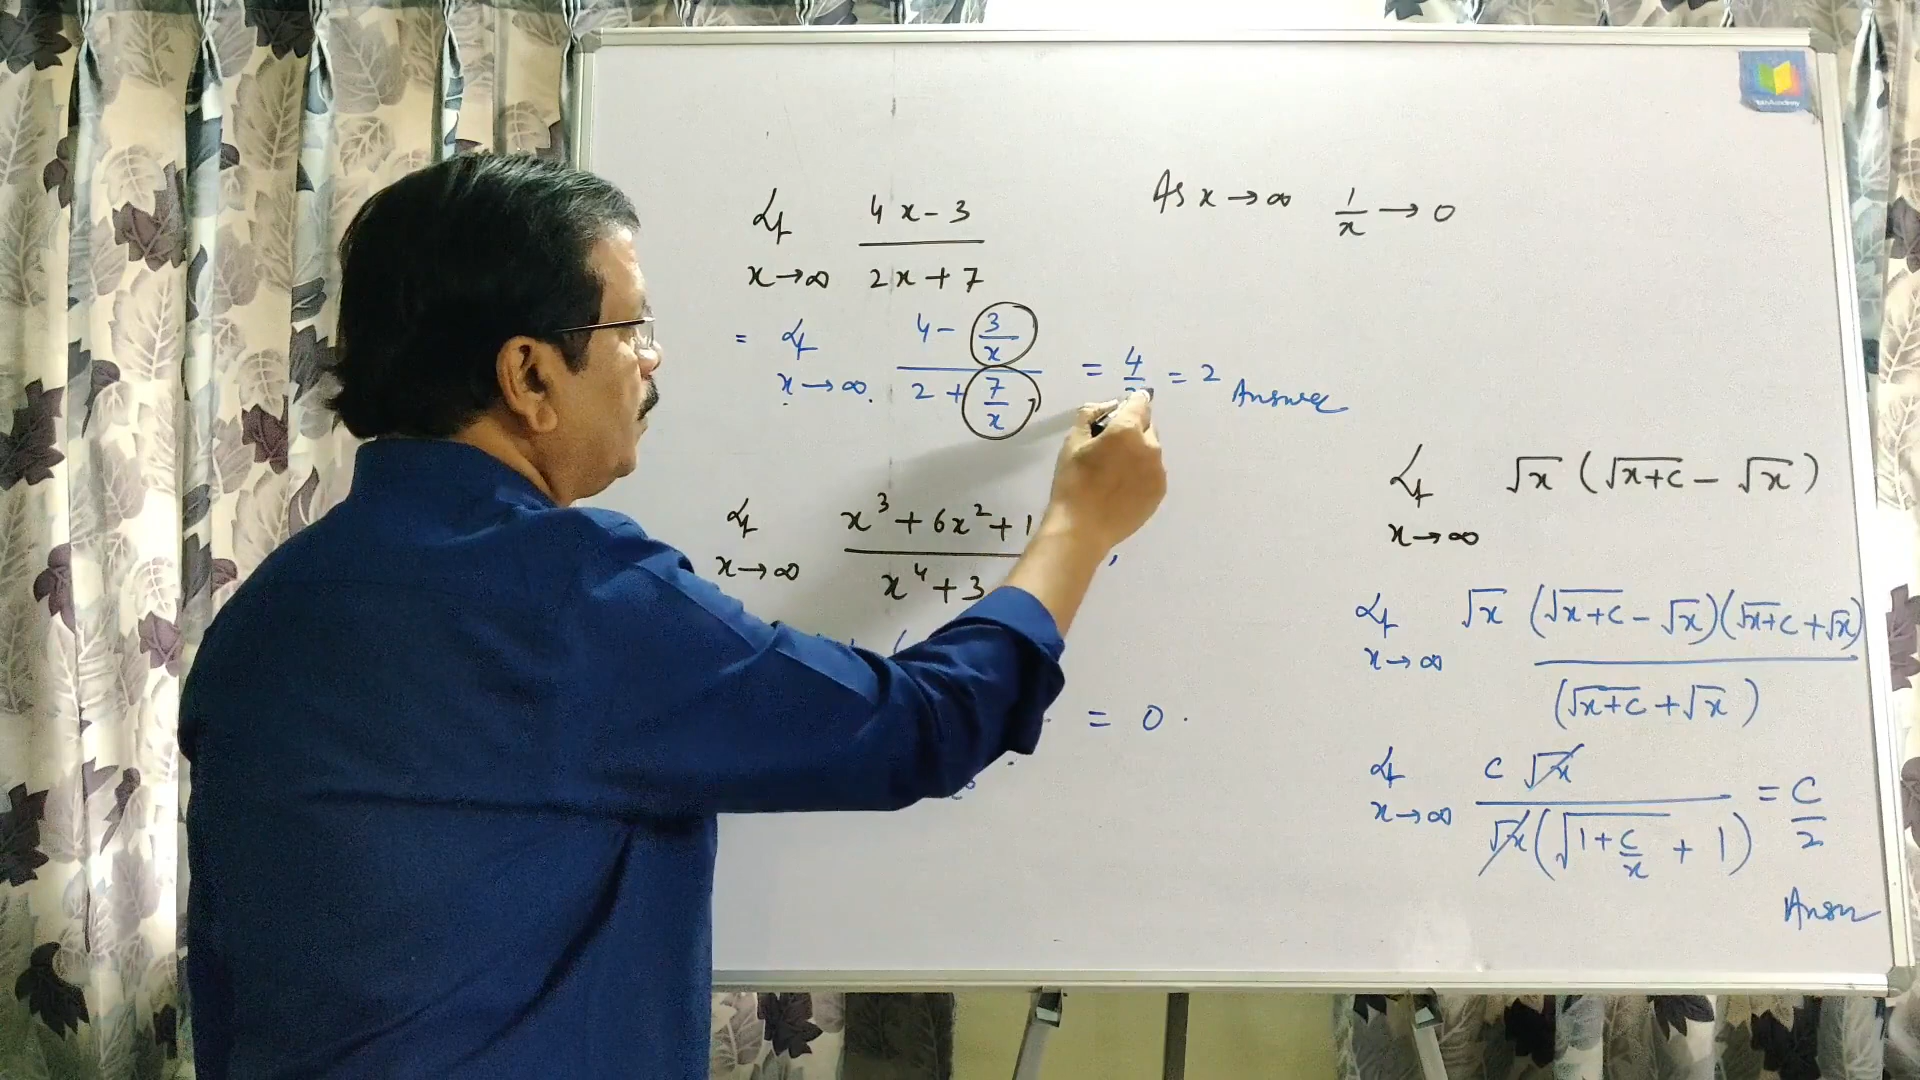 Lt 4x-3
x→∞ 2x+7
As x→∞ 1/x → 0
= Lt 4- 3/x
x→∞. 2+ 7/x
= 4/ = 2 Answer
Lt x³+6x²+1
x→∞ x⁴+3
= 0.
Lt √x (√x+c - √x)
x→∞
Lt √x (√x+c - √x)(√x+c + √x)
x→∞ (√x+c + √x)
Lt c √x
x→∞ √x(√1+c/x + 1)
= c/2
Answ